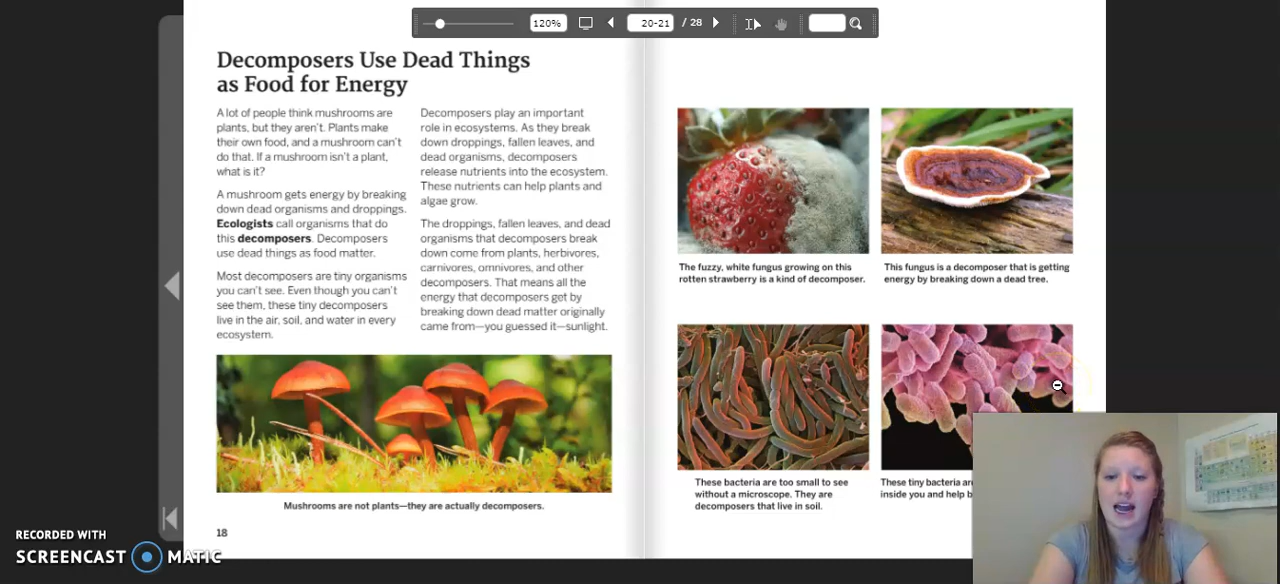 120%
20-21
/ 28
Decomposers Use Dead Things
as Food for Energy
A lot of people think mushrooms are
plants, but they aren't. Plants make
their own food, and a mushroom can't
do that. If a mushroom isn't a plant,
what is it?
A mushroom gets energy by breaking
down dead organisms and droppings.
Ecologists call organisms that do
this decomposers. Decomposers
use dead things as food matter.
Most decomposers are tiny organisms
you can't see. Even though you can't
see them, these tiny decomposers
live in the air, soil, and water in every
ecosystem.
Decomposers play an important
role in ecosystems. As they break
down droppings, fallen leaves, and
dead organisms, decomposers
release nutrients into the ecosystem.
These nutrients can help plants and
algae grow.
The droppings, fallen leaves, and dead
organisms that decomposers break
down come from plants, herbivores,
carnivores, omnivores, and other
decomposers. That means all the
energy that decomposers get by
breaking down dead matter originally
came from—you guessed it—sunlight.
Mushrooms are not plants—they are actually decomposers.
18
The fuzzy, white fungus growing on this
rotten strawberry is a kind of decomposer.
This fungus is a decomposer that is getting
energy by breaking down a dead tree.
These bacteria are too small to see
without a microscope. They are
decomposers that live in soil.
These tiny bacteria
inside you and help
RECORDED WITH
SCREENCAST MATIC